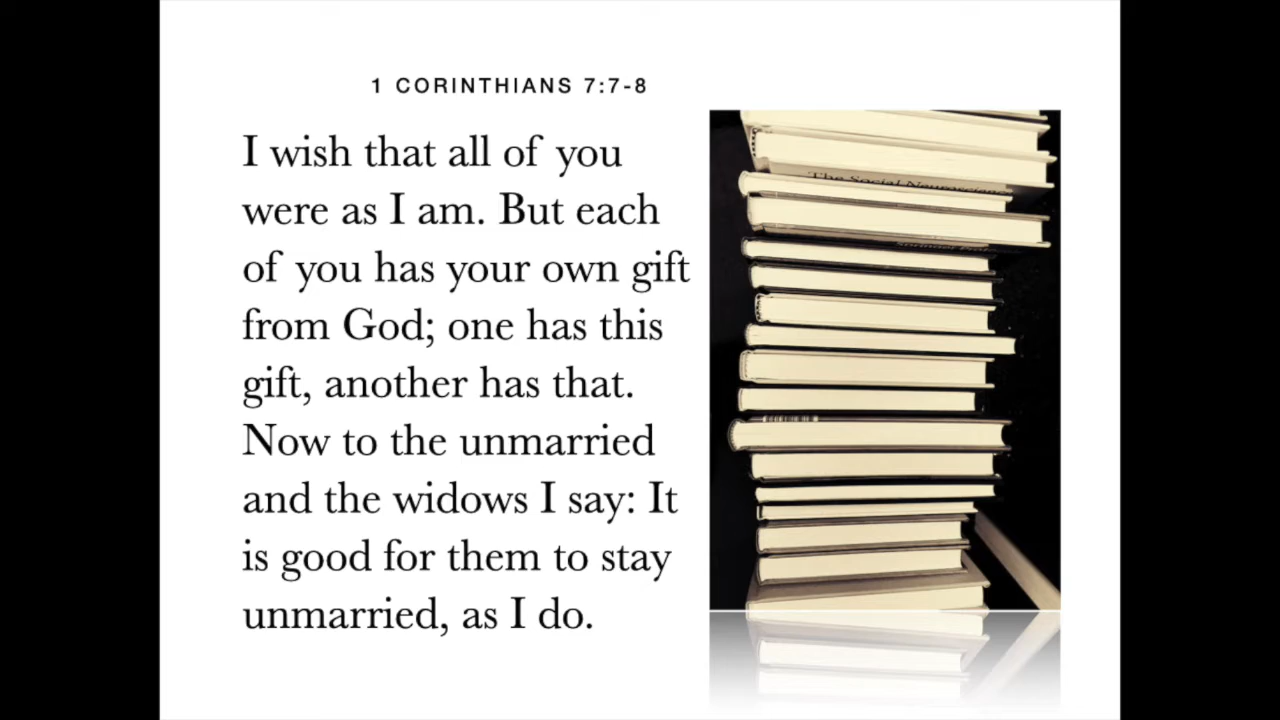 1 CORINTHIANS 7:7-8
I wish that all of you
were as I am. But each
of you has your own gift
from God; one has this
gift, another has that.
Now to the unmarried
and the widows I say: It
is good for them to stay
unmarried, as I do.
The Social